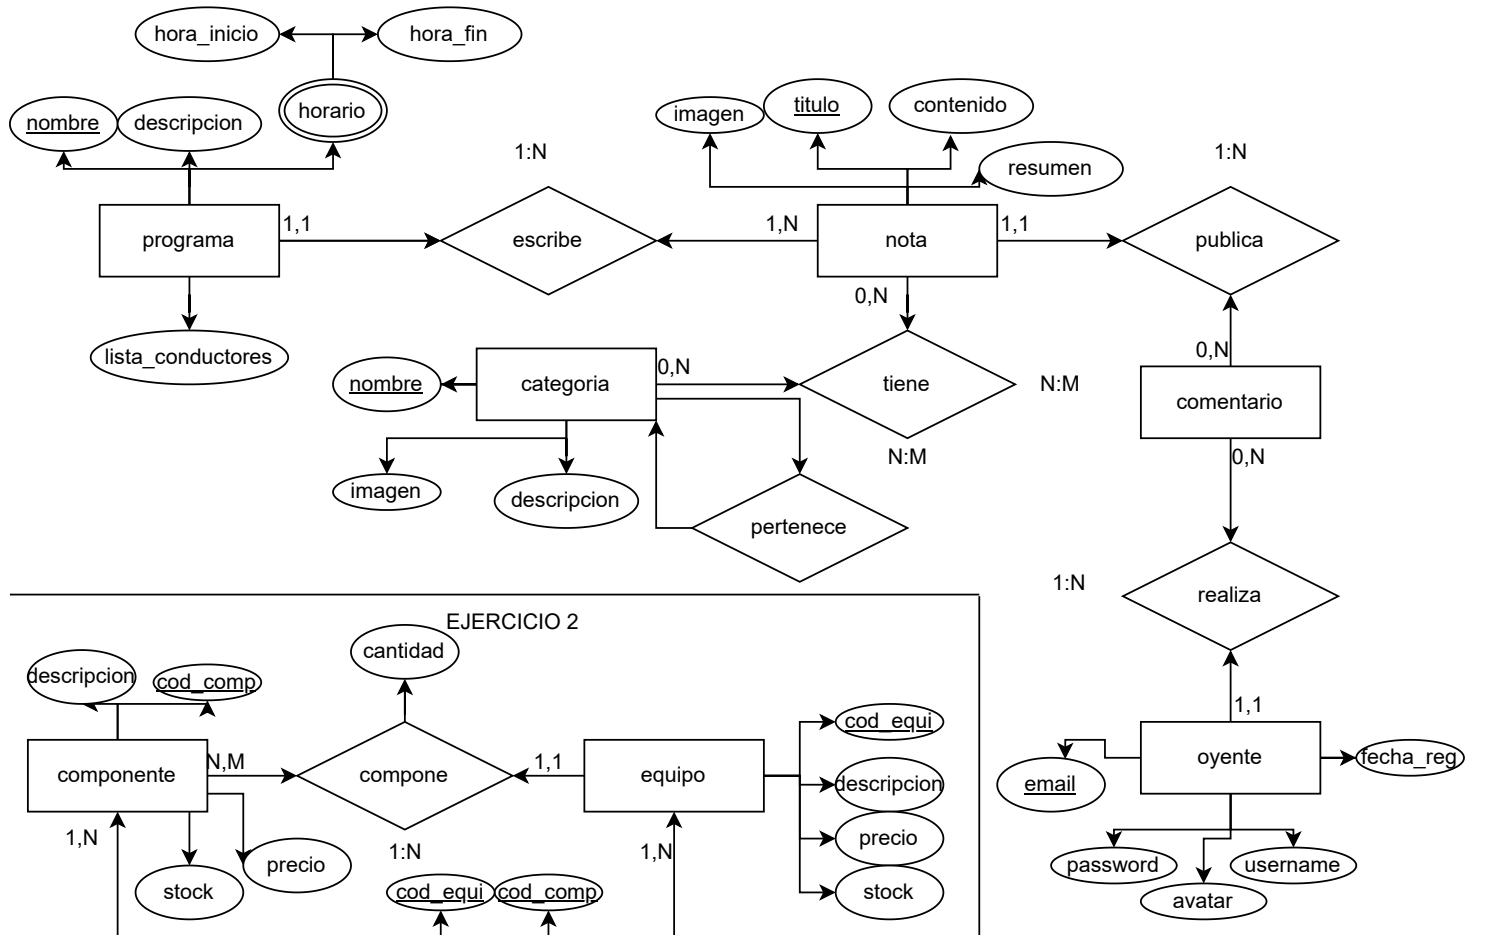 hora_inicio
hora_fin
horario
nombre
descripcion
imagen
titulo
contenido
resumen
1:N
1:N
programa
1,1
escribe
1,N
nota
1,1
publica
0,N
lista_conductores
nombre
categoria
0,N
tiene
N:M
0,N
comentario
0,N
N:M
imagen
descripcion
pertenece
1:N
realiza
EJERCICIO 2
cantidad
descripcion
cod_comp
1,1
cod_equi
componente
N,M
compone
1,1
equipo
oyente
fecha_reg
email
descripcion
1,N
precio
1:N
1,N
precio
password
username
stock
cod_equi
cod_comp
stock
avatar